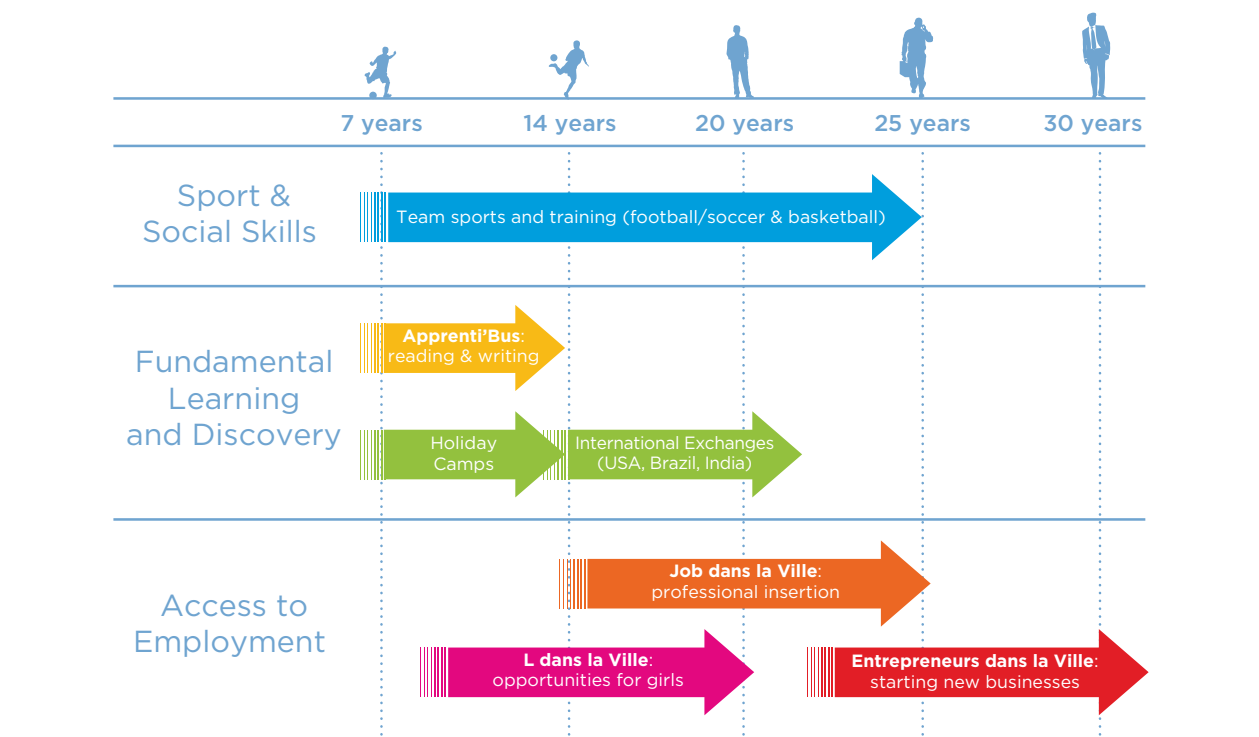 7 years
14 years
20 years
25 years
30 years
Sport &
Social Skills
Team sports and training (football/soccer & basketball)
Fundamental
Learning
and Discovery
Apprenti’Bus:
reading & writing
Holiday
Camps
International Exchanges
(USA, Brazil, India)
Access to
Employment
Job dans la Ville:
professional insertion
L dans la Ville:
opportunities for girls
Entrepreneurs dans la Ville:
starting new businesses